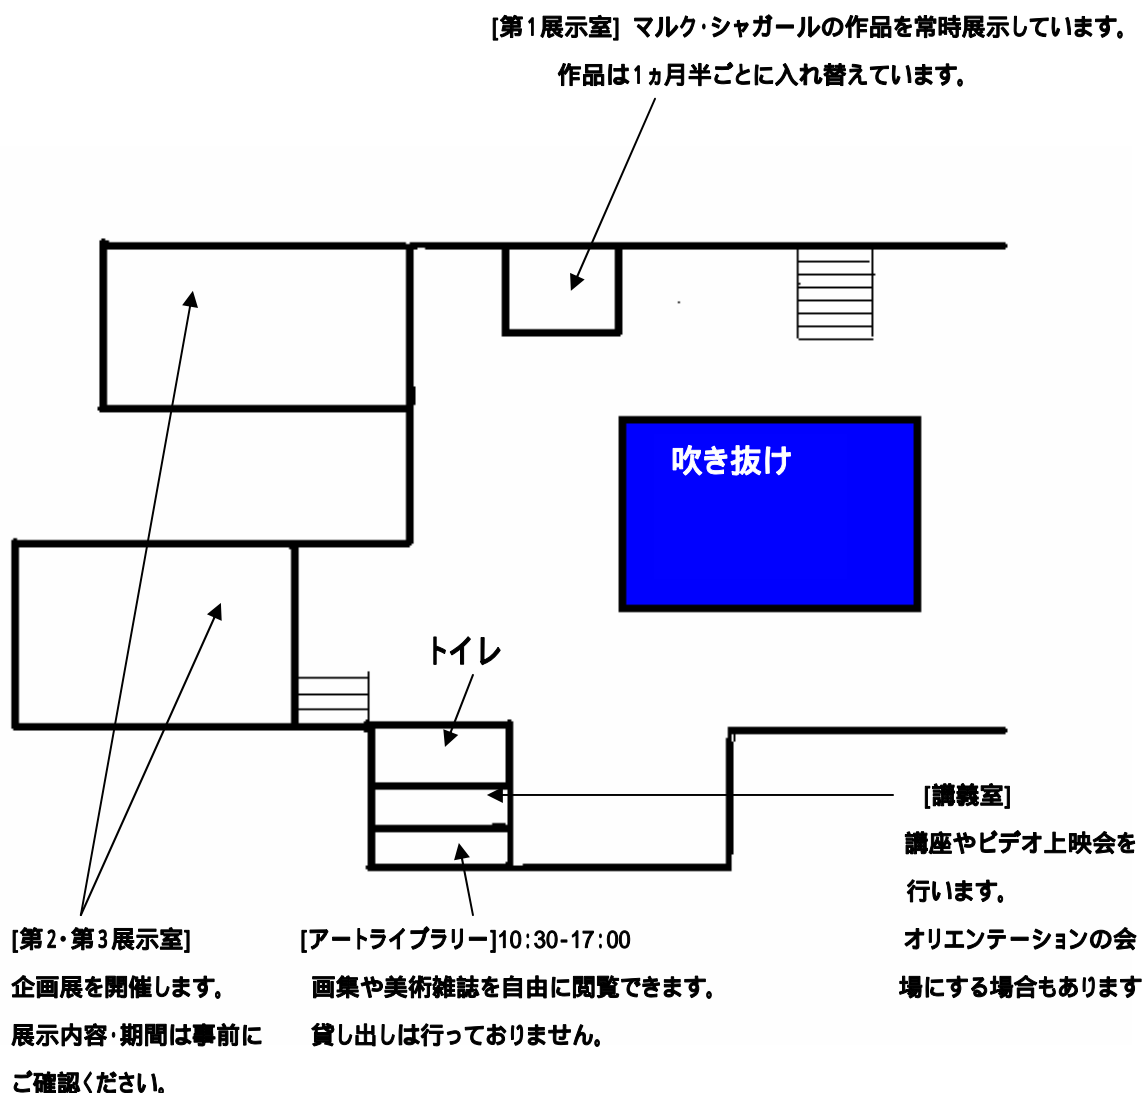 [第1展示室] マルク・シャガールの作品を常時展示しています。
作品は1ヵ月半ごとに入れ替えています。
吹き抜け
トイレ
[講義室]
講座やビデオ上映会を
行います。
オリエンテーションの会
場にする場合もあります
[第2・第3展示室]
企画展を開催します。
展示内容・期間は事前に
ご確認ください。
[アートライブラリー]10:30-17:00
画集や美術雑誌を自由に閲覧できます。
貸し出しは行っておりません。